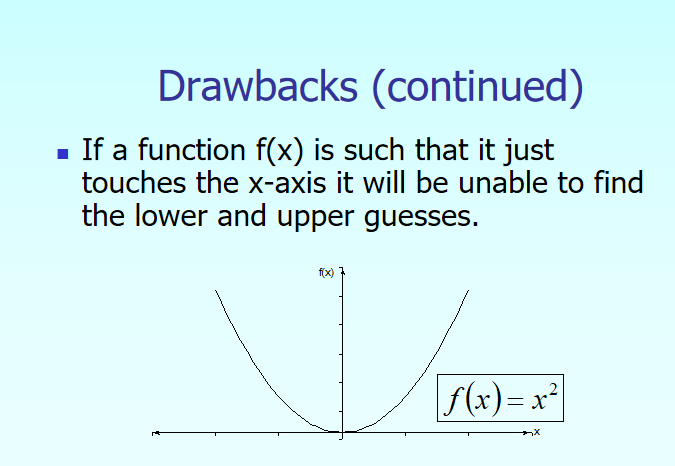 Drawbacks (continued)
If a function f(x) is such that it just
touches the x-axis it will be unable to find
the lower and upper guesses.
f(x)
f(x) = x²
x